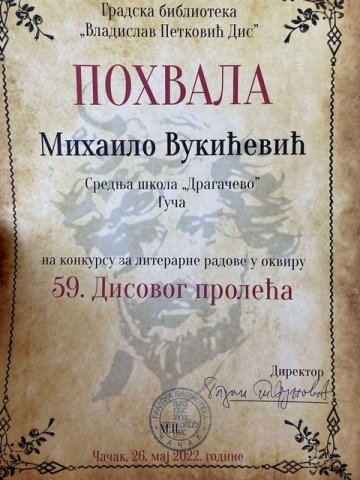 Градска библиотека
„Владислав Петковић Дис"
ПОХВАЛА
Михаило Вукићевић
Средња школа „Драгачево"
Гуча
на конкурсу за литерарне радове у оквиру
59. Дисовог пролећа
Директор
М.П.
Чачак, 26. мај 2022. године